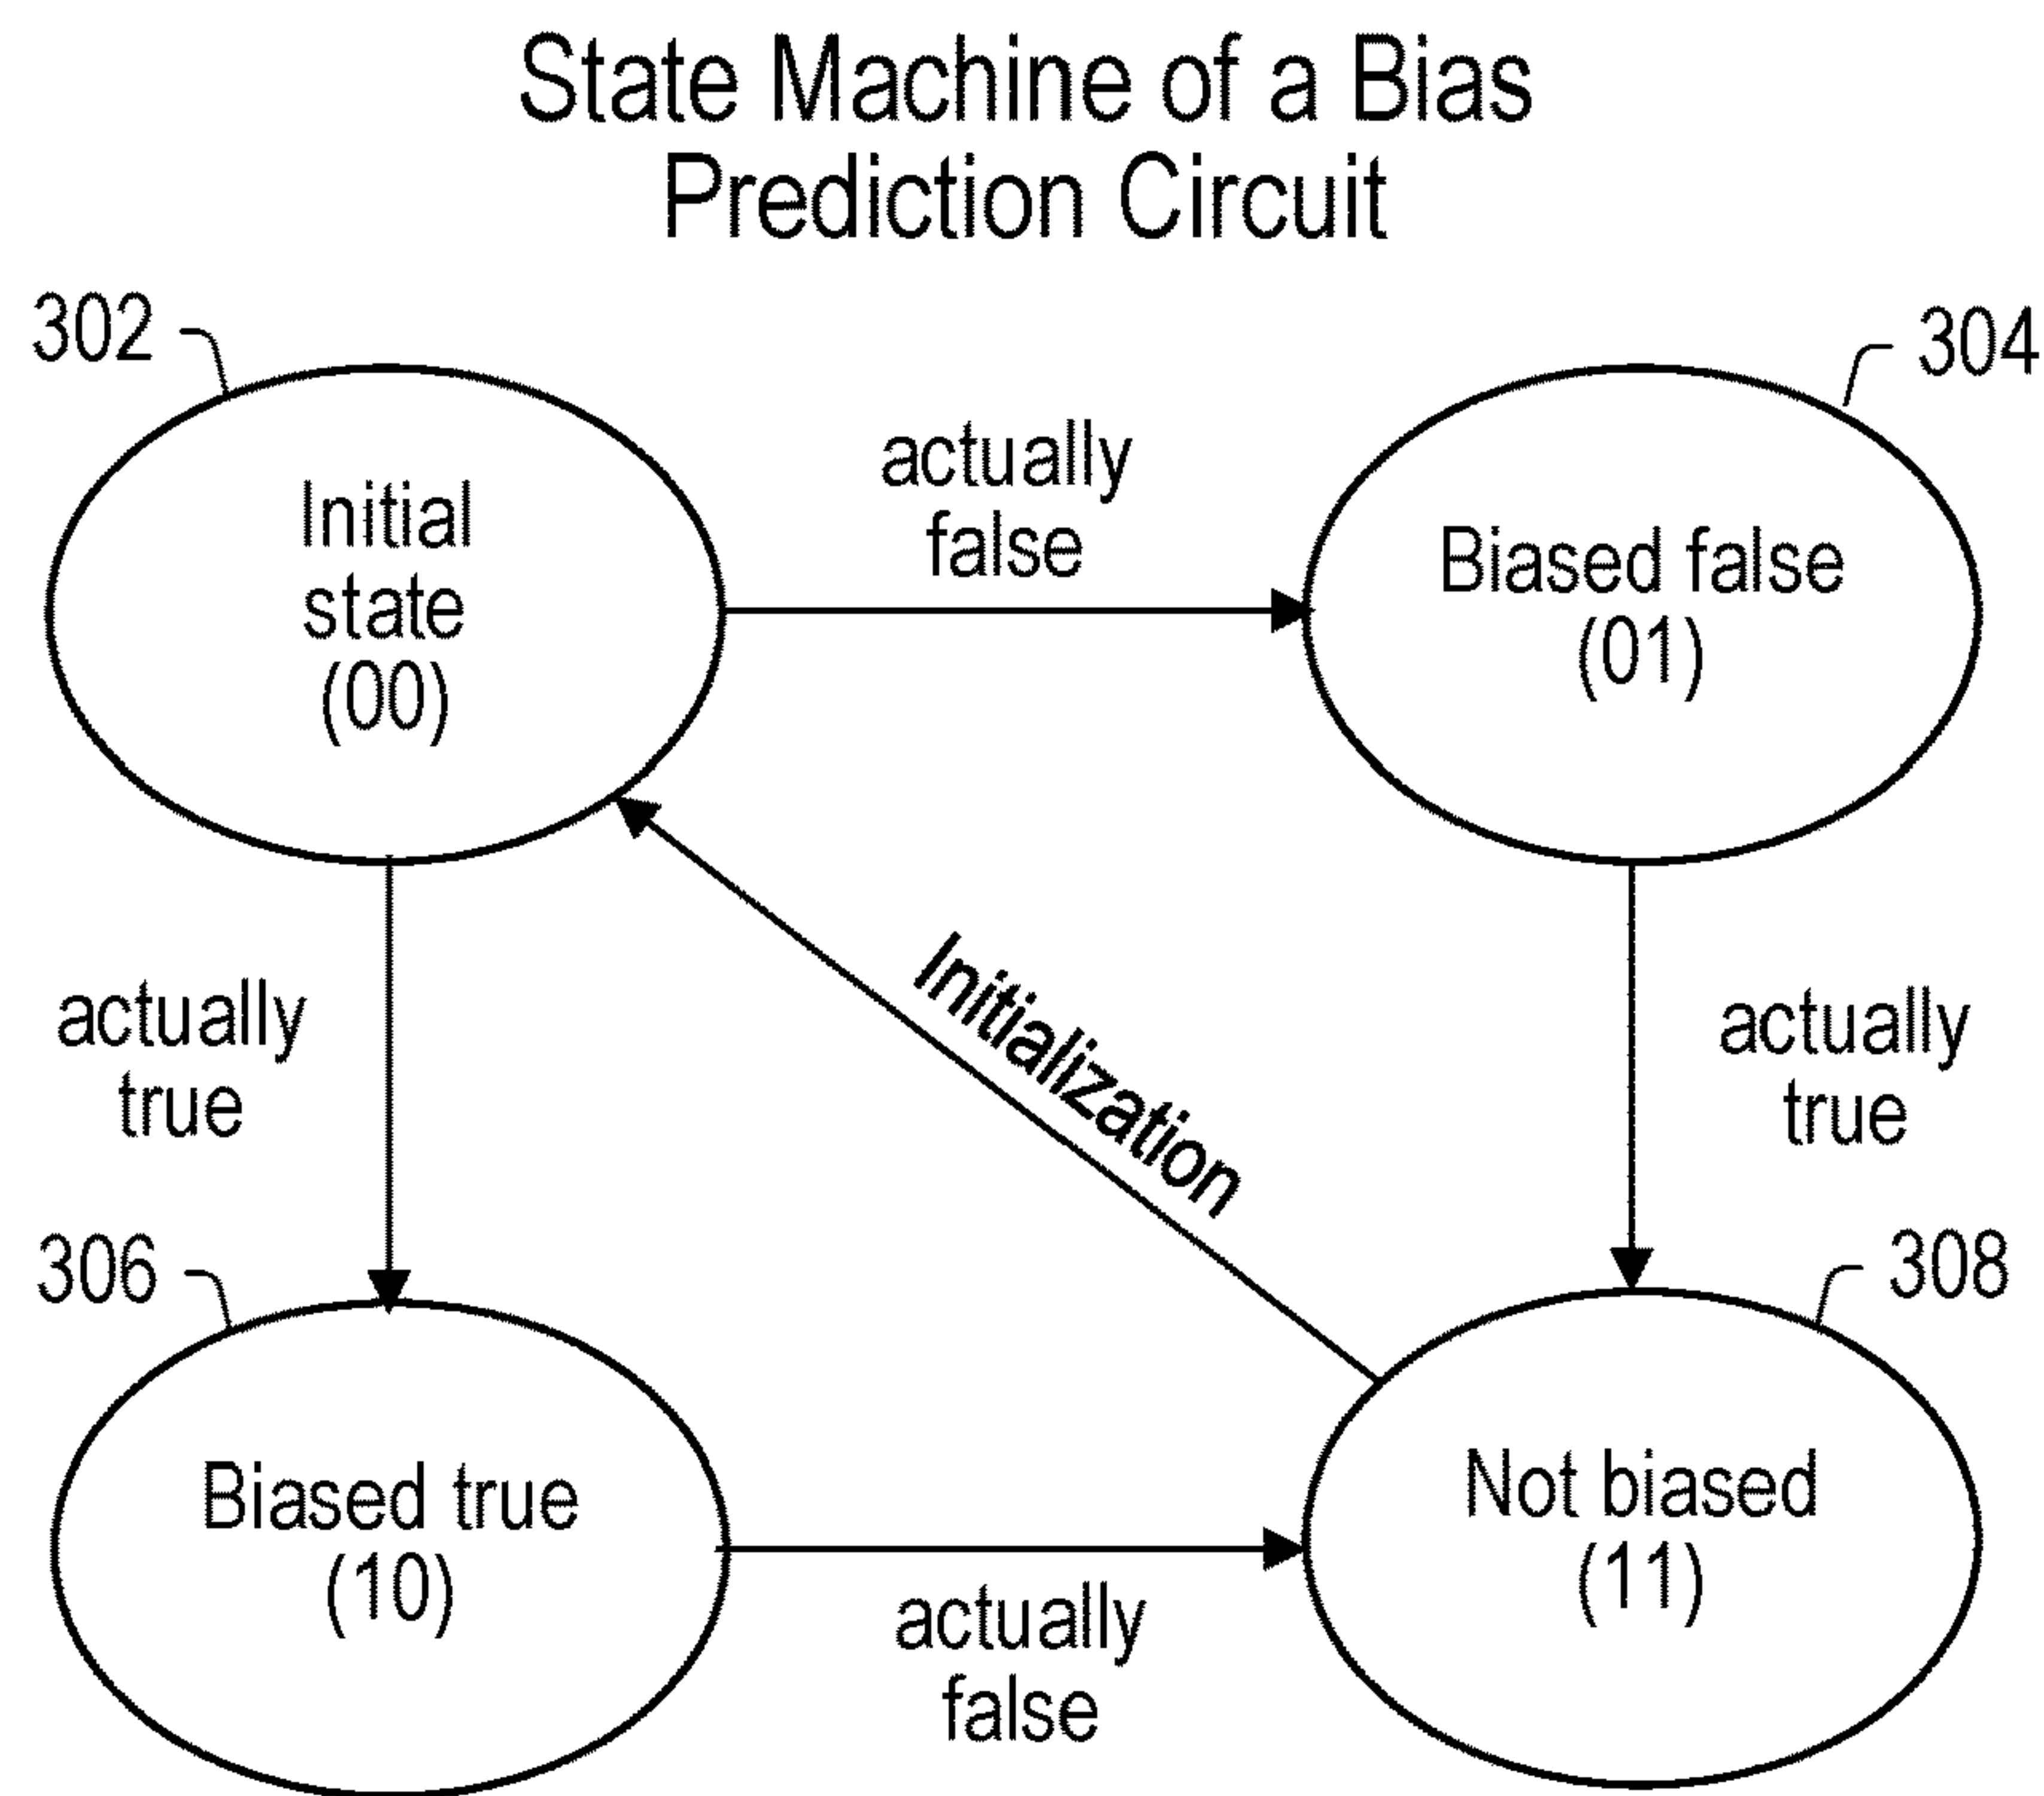 State Machine of a Bias
Prediction Circuit
302
304
Initial
state
(00)
actually
false
Biased false
(01)
actually
true
Initialization
actually
true
306
308
Biased true
(10)
Not biased
(11)
actually
false